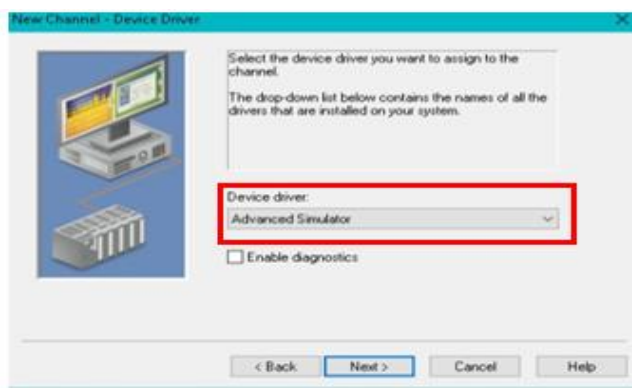 New Channel - Device Driver
Select the device driver you want to assign to the
channel.
The drop-down list below contains the names of all the
drivers that are installed on your system.
Device driver:
Advanced Simulator
Enable diagnostics
< Back Next > Cancel Help